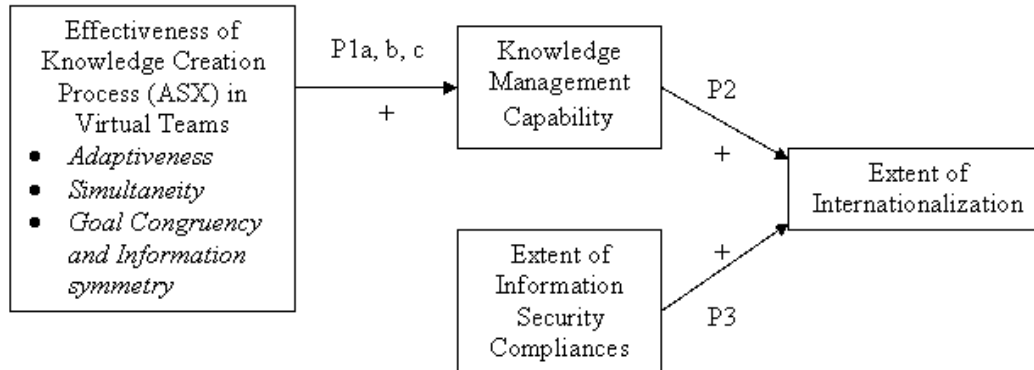 Effectiveness of
Knowledge Creation
Process (ASX) in
Virtual Teams
● Adaptiveness
● Simultaneity
● Goal Congruency
and Information
symmetry
P1a, b, c
+
Knowledge
Management
Capability
P2
+
Extent of
Internationalization
Extent of
Information
Security
Compliances
+
P3